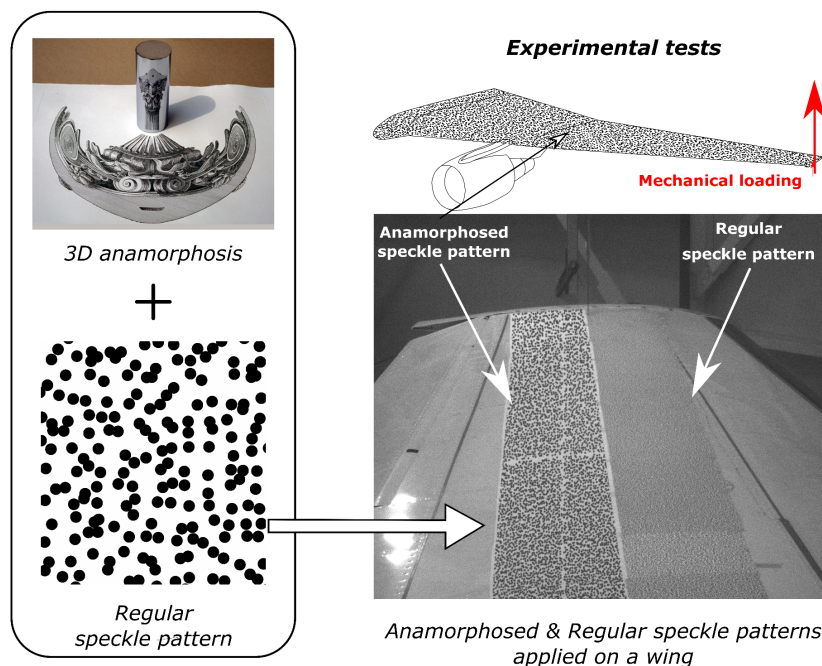 3D anamorphosis
Regular
speckle pattern
Experimental tests
Mechanical loading
Anamorphosed
speckle pattern
Regular
speckle pattern
Anamorphosed & Regular speckle patterns
applied on a wing